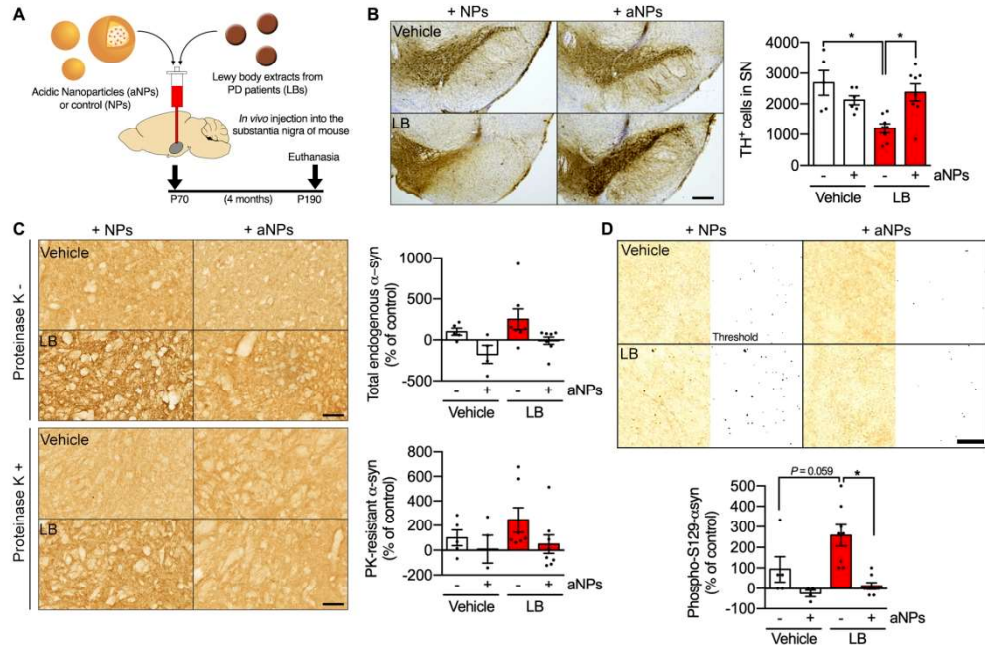 A
Acidic Nanoparticles (aNPs)
or control (NPs)
Lewy body extracts from
PD patients (LBs)
In vivo injection into the
substantia nigra of mouse
Euthanasia
P70
(4 months)
P190
B
+ NPs
+ aNPs
Vehicle
LB
TH+ cells in SN
4000
3000
2000
1000
0
*
*
- + - +
aNPs
Vehicle
LB
C
+ NPs
+ aNPs
Proteinase K -
Vehicle
LB
Proteinase K +
Vehicle
LB
Total endogenous α-syn
(% of control)
1000
500
0
-500
- + - +
aNPs
Vehicle
LB
PK-resistant α-syn
(% of control)
800
600
400
200
0
-200
- + - +
aNPs
Vehicle
LB
D
+ NPs
+ aNPs
Vehicle
Threshold
LB
Phospho-S129-αsyn
(% of control)
500
400
300
200
100
0
-100
P = 0.059
*
- + - +
aNPs
Vehicle
LB